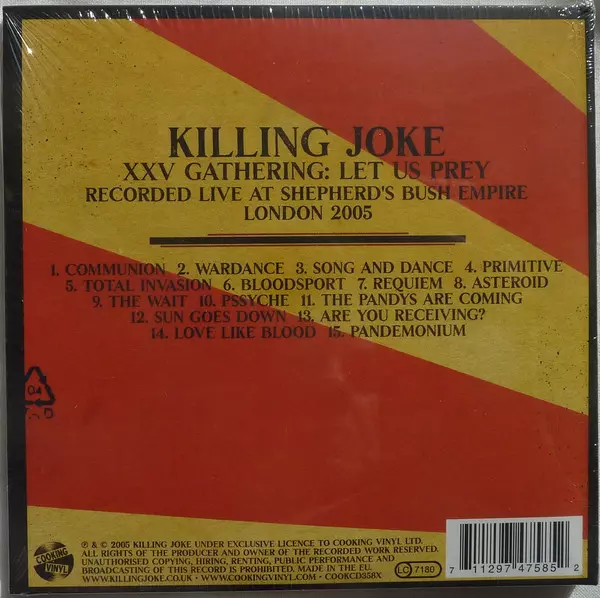 KILLING JOKE
XXV GATHERING: LET US PREY
RECORDED LIVE AT SHEPHERD'S BUSH EMPIRE
LONDON 2005
1. COMMUNION 2. WARDANCE 3. SONG AND DANCE 4. PRIMITIVE
5. TOTAL INVASION 6. BLOODSPORT 7. REQUIEM 8. ASTEROID
9. THE WAIT 10. PSSYCHE 11. THE PANDYS ARE COMING
12. SUN GOES DOWN 13. ARE YOU RECEIVING?
14. LOVE LIKE BLOOD 15. PANDEMONIUM
04
COOKING
VINYL
℗ & © 2005 KILLING JOKE UNDER EXCLUSIVE LICENCE TO COOKING VINYL LTD.
ALL RIGHTS OF THE PRODUCER AND OWNER OF THE RECORDED WORK RESERVED.
UNAUTHORISED COPYING, HIRING, RENTING, PUBLIC PERFORMANCE AND
BROADCASTING OF THIS RECORD IS PROHIBITED. MADE IN THE EU.
WWW.KILLINGJOKE.CO.UK - WWW.COOKINGVINYL.COM - COOKCD358X
LC 7180
7 11297 47585 2